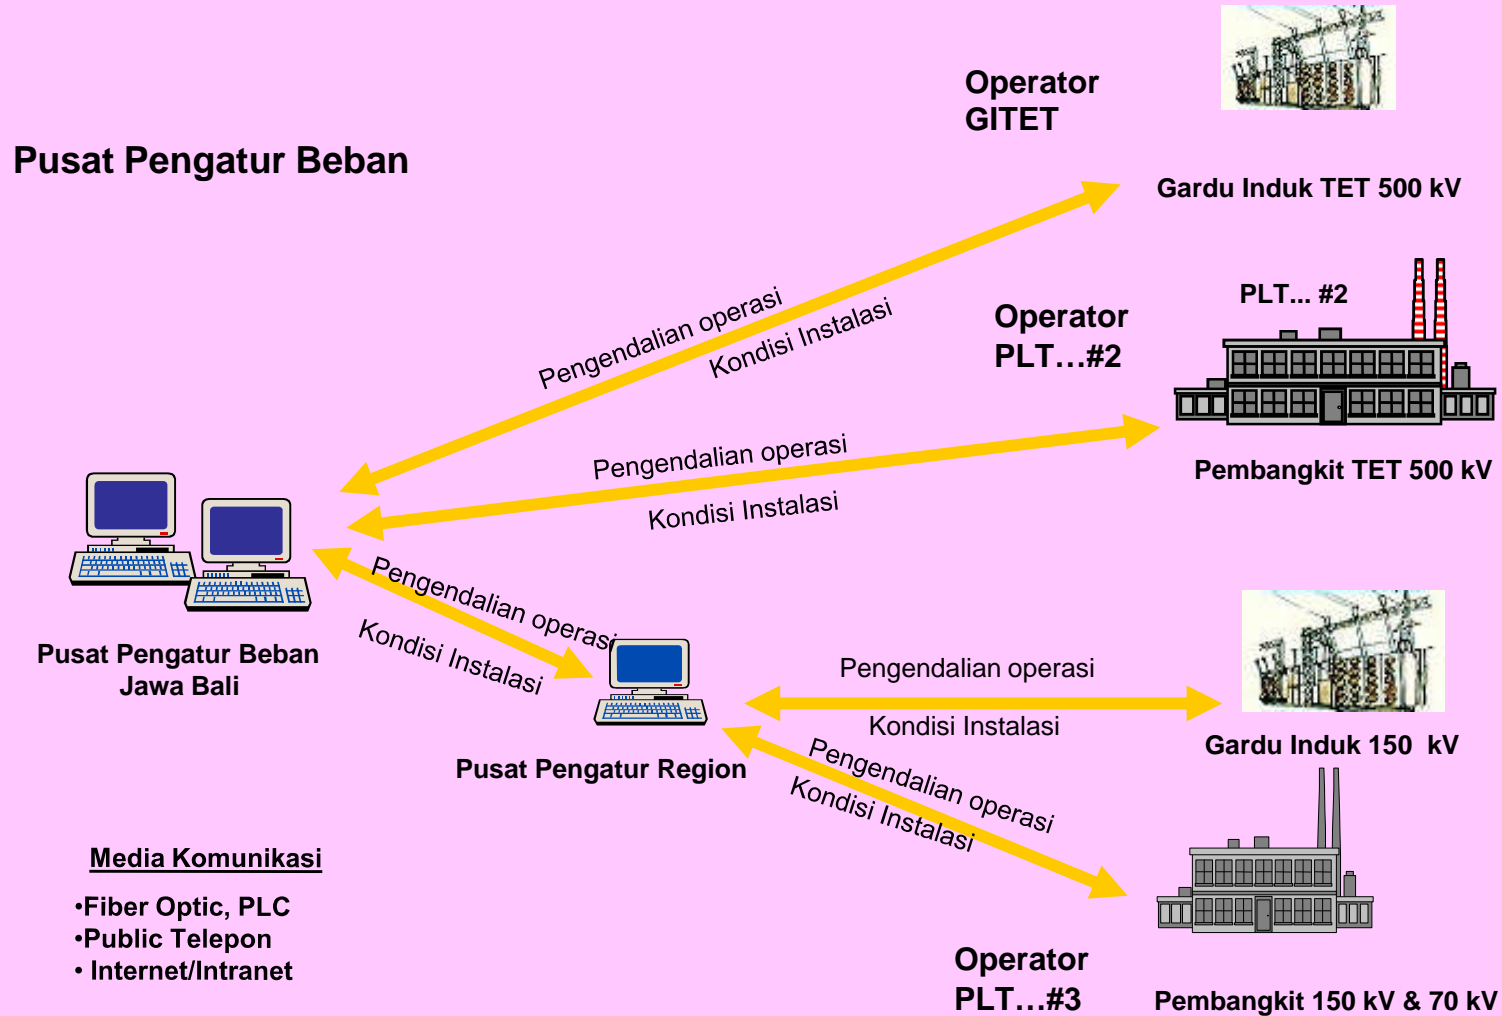 Operator
GITET
Pusat Pengatur Beban
Gardu Induk TET 500 kV
Pengendalian operasi
Kondisi Instalasi
Operator
PLT…#2
PLT... #2
Pengendalian operasi
Kondisi Instalasi
Pembangkit TET 500 kV
Pengendalian operasi
Kondisi Instalasi
Pusat Pengatur Beban
Jawa Bali
Pusat Pengatur Region
Pengendalian operasi
Kondisi Instalasi
Gardu Induk 150 kV
Pengendalian operasi
Kondisi Instalasi
Media Komunikasi
•Fiber Optic, PLC
•Public Telepon
• Internet/Intranet
Operator
PLT…#3
Pembangkit 150 kV & 70 kV